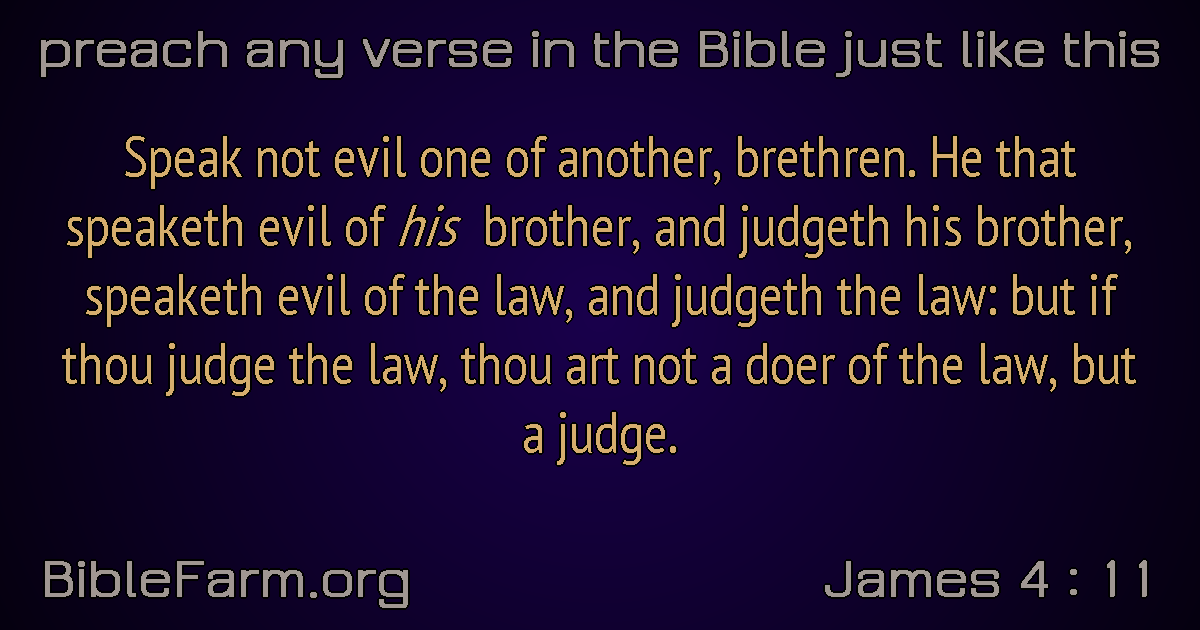 preach any verse in the Bible just like this
Speak not evil one of another, brethren. He that
speaketh evil of his brother, and judgeth his brother,
speaketh evil of the law, and judgeth the law: but if
thou judge the law, thou art not a doer of the law, but
a judge.
BibleFarm.org
James 4 : 11